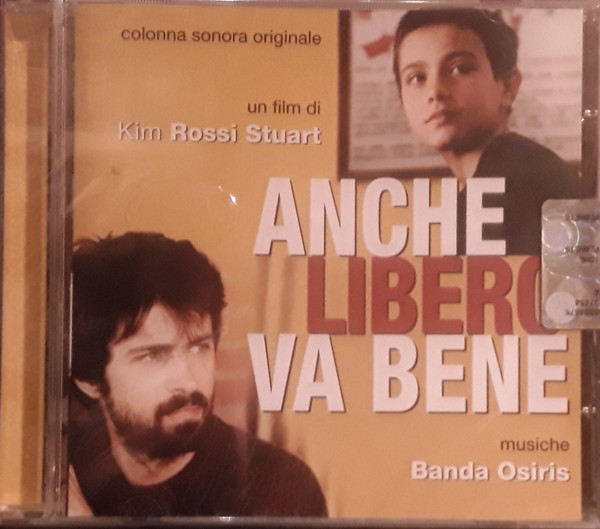 colonna sonora originale
un film di
Kim Rossi Stuart
ANCHE
LIBERO
VA BENE
musiche
Banda Osiris